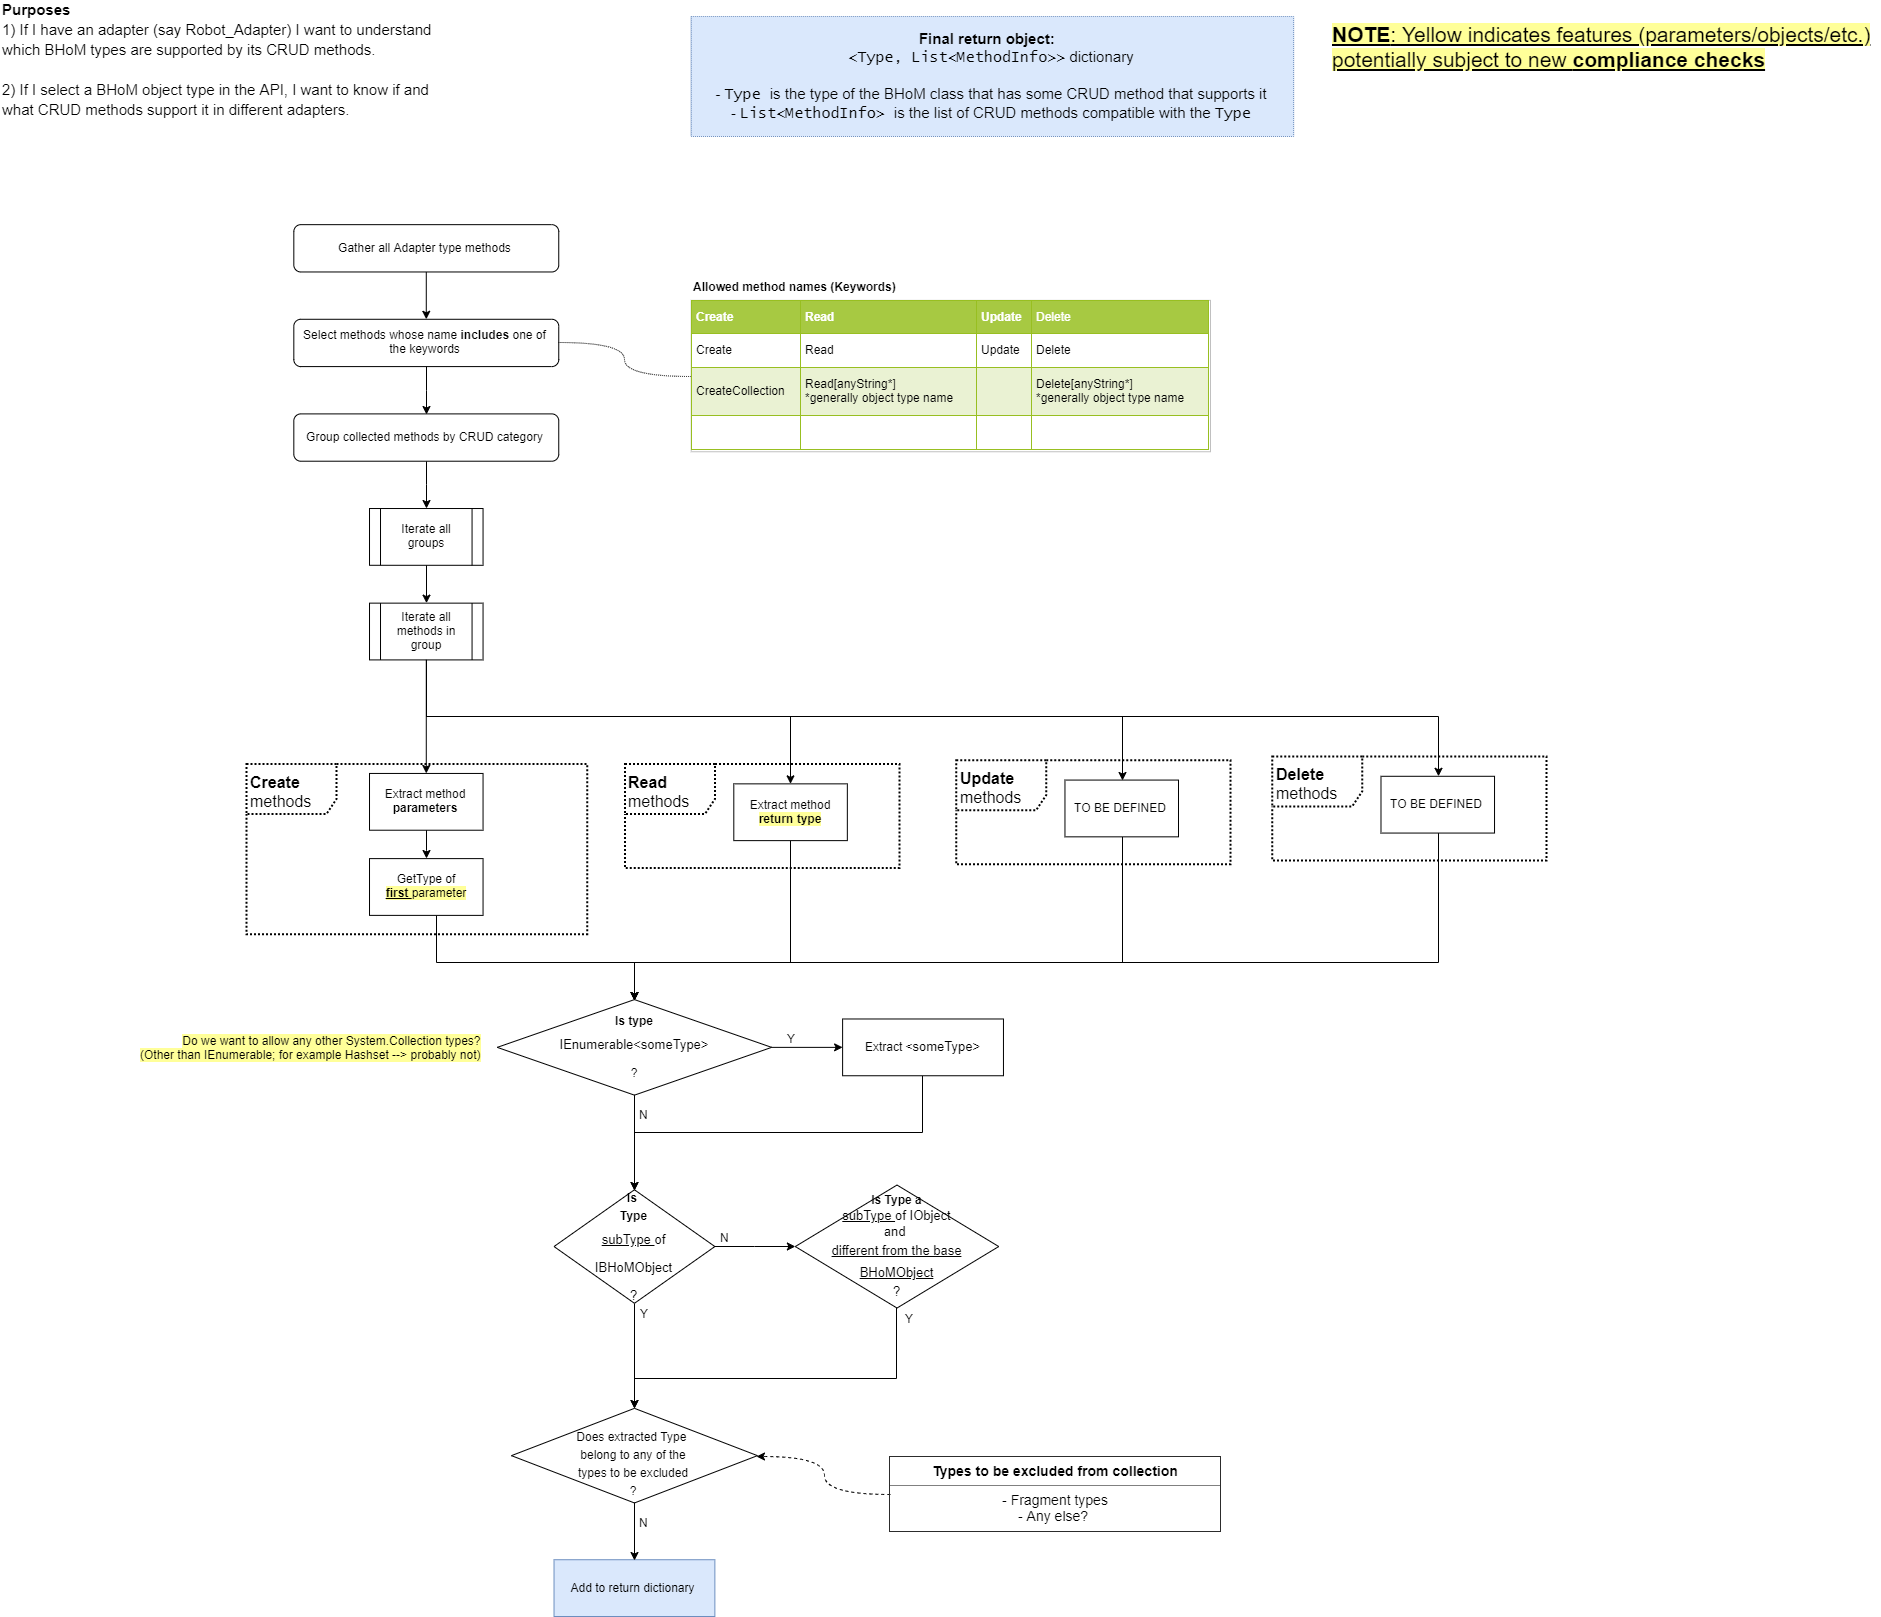 Purposes
1) If I have an adapter (say Robot_Adapter) I want to understand
which BHoM types are supported by its CRUD methods.
2) If I select a BHoM object type in the API, I want to know if and
what CRUD methods support it in different adapters.
Final return object:
<Type, List<MethodInfo>> dictionary
- Type is the type of the BHoM class that has some CRUD method that supports it
- List<MethodInfo> is the list of CRUD methods compatible with the Type
NOTE: Yellow indicates features (parameters/objects/etc.)
potentially subject to new compliance checks
Gather all Adapter type methods
Select methods whose name includes one of
the keywords
Group collected methods by CRUD category
Allowed method names (Keywords)
Create Read Update Delete
Create Read Update Delete
CreateCollection
Read[anyString*]
*generally object type name
Delete[anyString*]
*generally object type name
Iterate all
groups
Iterate all
methods in
group
Create
methods
Extract method
parameters
GetType of
first parameter
Read
methods
Extract method
return type
Update
methods
TO BE DEFINED
Delete
methods
TO BE DEFINED
Do we want to allow any other System.Collection types?
(Other than IEnumerable; for example Hashset --> probably not)
Is type
IEnumerable<someType>
?
Y
Extract <someType>
N
Is
Type
subType of
IBHoMObject
?
N
Is Type a
subType of IObject
and
different from the base
BHoMObject
?
Y
Y
Does extracted Type
belong to any of the
types to be excluded
?
Types to be excluded from collection
- Fragment types
- Any else?
N
Add to return dictionary